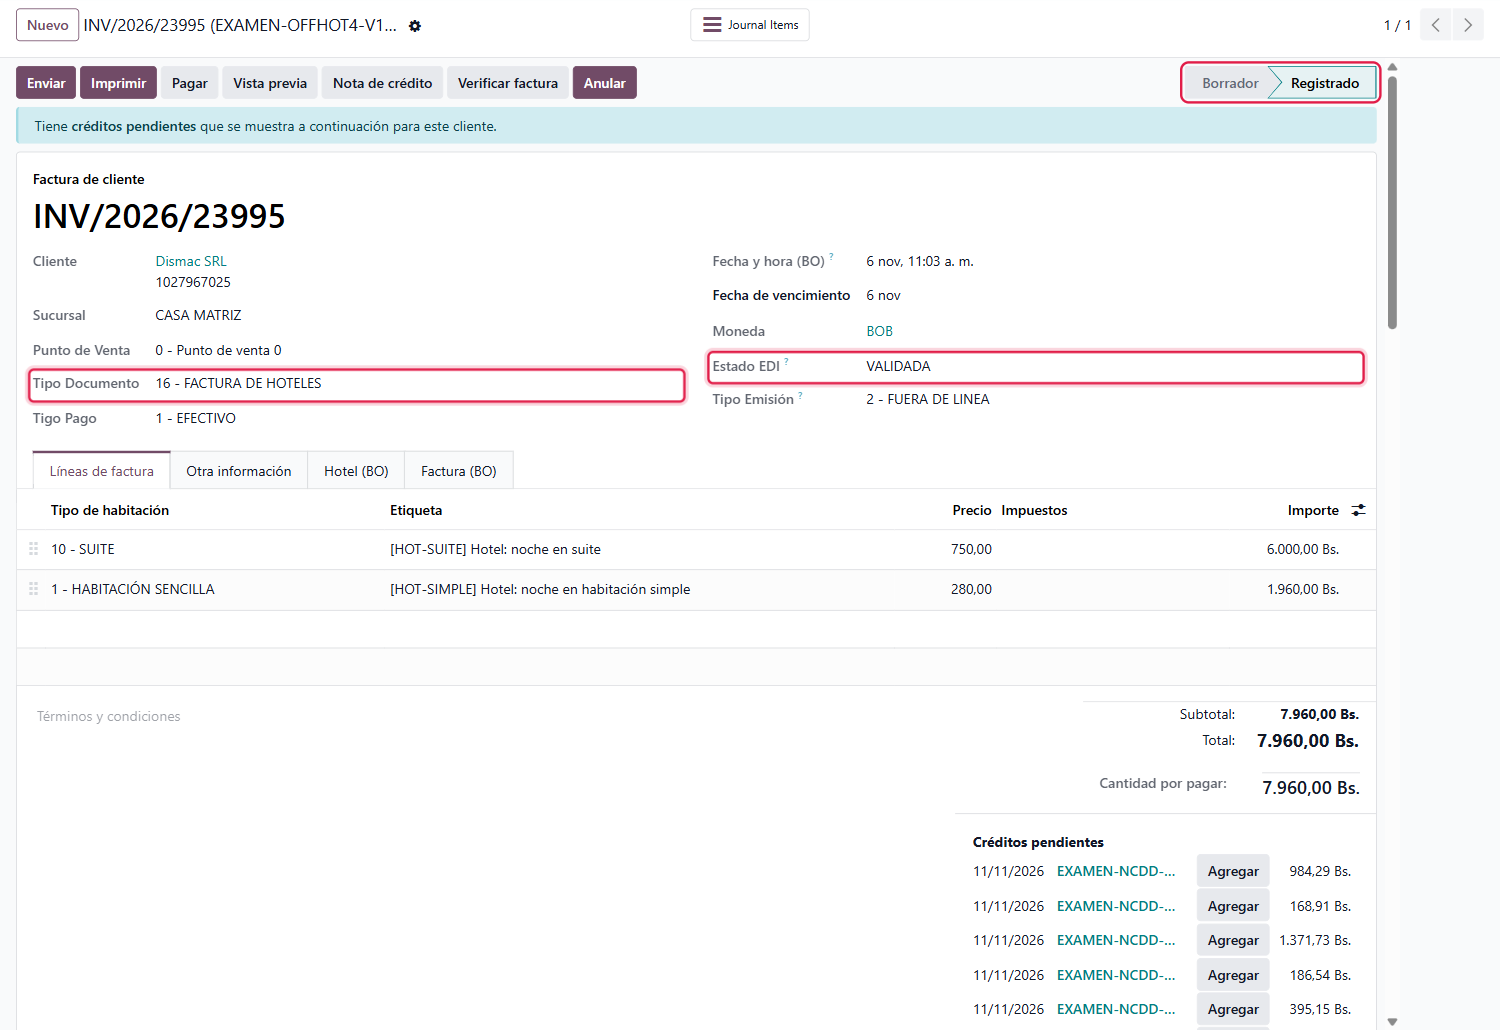 Nuevo INV/2026/23995 (EXAMEN-OFFHOT4-V1... Journal Items 1 / 1
Enviar Imprimir Pagar Vista previa Nota de crédito Verificar factura Anular Borrador Registrado
Tiene créditos pendientes que se muestra a continuación para este cliente.
Factura de cliente
INV/2026/23995
Cliente Dismac SRL
1027967025
Sucursal CASA MATRIZ
Punto de Venta 0 - Punto de venta 0
Tipo Documento 16 - FACTURA DE HOTELES
Tigo Pago 1 - EFECTIVO
Fecha y hora (BO) ? 6 nov, 11:03 a. m.
Fecha de vencimiento 6 nov
Moneda BOB
Estado EDI ? VALIDADA
Tipo Emisión ? 2 - FUERA DE LINEA
Líneas de factura Otra información Hotel (BO) Factura (BO)
Tipo de habitación Etiqueta Precio Impuestos Importe
10 - SUITE [HOT-SUITE] Hotel: noche en suite 750,00 6.000,00 Bs.
1 - HABITACIÓN SENCILLA [HOT-SIMPLE] Hotel: noche en habitación simple 280,00 1.960,00 Bs.
Términos y condiciones
Subtotal: 7.960,00 Bs.
Total: 7.960,00 Bs.
Cantidad por pagar: 7.960,00 Bs.
Créditos pendientes
11/11/2026 EXAMEN-NCDD-... Agregar 984,29 Bs.
11/11/2026 EXAMEN-NCDD-... Agregar 168,91 Bs.
11/11/2026 EXAMEN-NCDD-... Agregar 1.371,73 Bs.
11/11/2026 EXAMEN-NCDD-... Agregar 186,54 Bs.
11/11/2026 EXAMEN-NCDD-... Agregar 395,15 Bs.